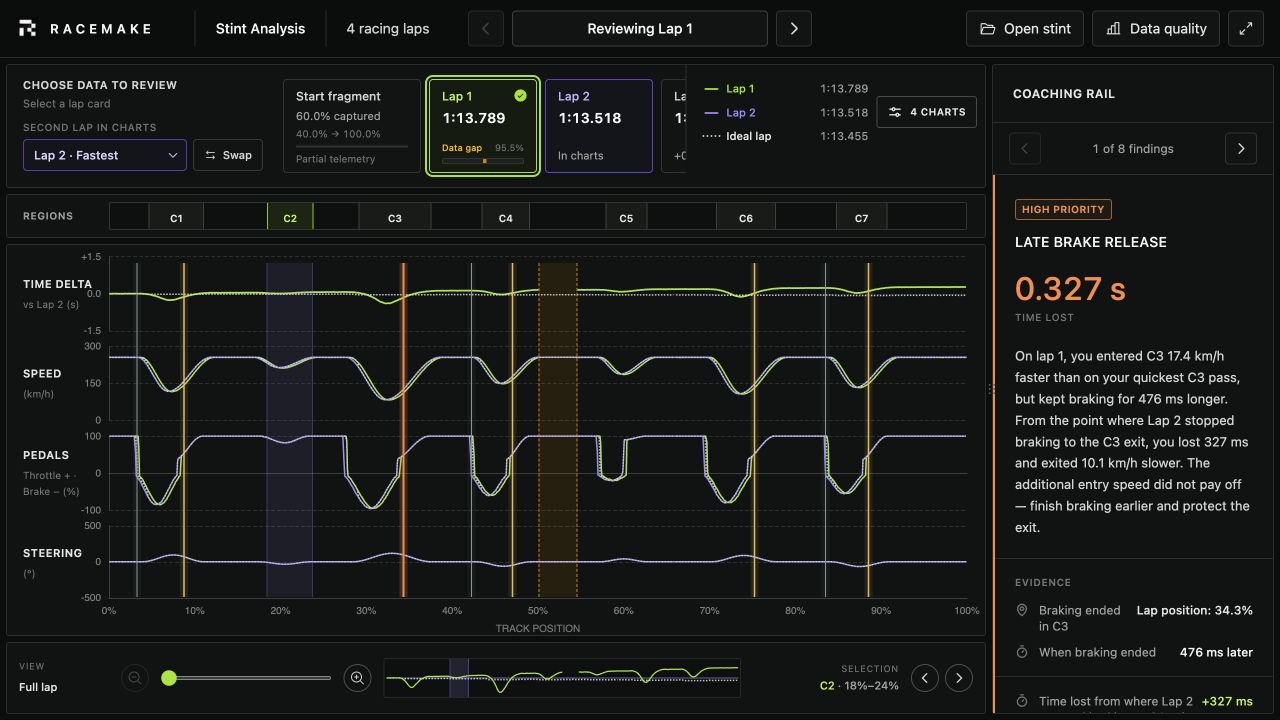 RACEMAKE
Stint Analysis
4 racing laps
Reviewing Lap 1
Open stint
Data quality
CHOOSE DATA TO REVIEW
Select a lap card
SECOND LAP IN CHARTS
Lap 2 · Fastest
Swap
Start fragment
60.0% captured
40.0% → 100.0%
Partial telemetry
Lap 1
1:13.789
Data gap 95.5%
Lap 2
1:13.518
In charts
Lap 1 1:13.789
Lap 2 1:13.518
Ideal lap 1:13.455
4 CHARTS
REGIONS
C1 C2 C3 C4 C5 C6 C7
TIME DELTA
vs Lap 2 (s)
+1.5
0.0
-1.5
SPEED
(km/h)
300
150
0
PEDALS
Throttle + ·
Brake − (%)
100
0
-100
STEERING
(°)
500
0
-500
0% 10% 20% 30% 40% 50% 60% 70% 80% 90% 100%
TRACK POSITION
VIEW
Full lap
SELECTION
C2 · 18%–24%
COACHING RAIL
1 of 8 findings
HIGH PRIORITY
LATE BRAKE RELEASE
0.327 s
TIME LOST
On lap 1, you entered C3 17.4 km/h
faster than on your quickest C3 pass,
but kept braking for 476 ms longer.
From the point where Lap 2 stopped
braking to the C3 exit, you lost 327 ms
and exited 10.1 km/h slower. The
additional entry speed did not pay off
— finish braking earlier and protect the
exit.
EVIDENCE
Braking ended Lap position: 34.3%
in C3
When braking ended 476 ms later
Time lost from where Lap 2 +327 ms